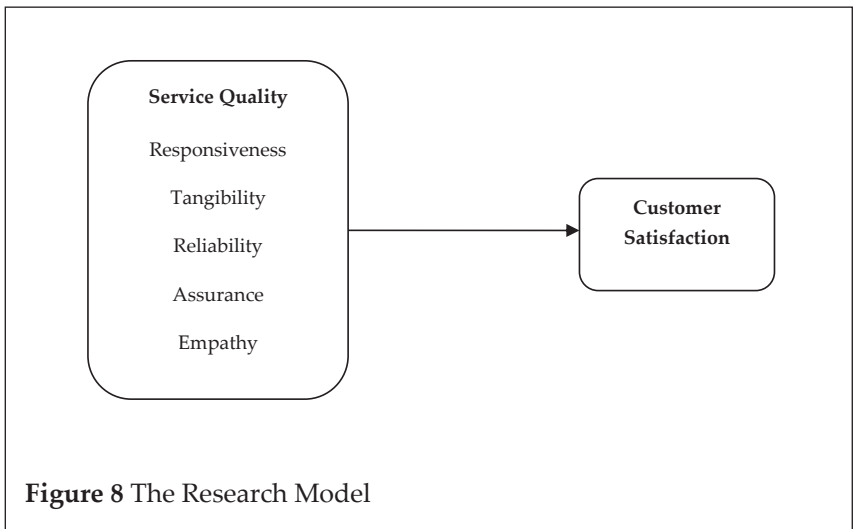 Service Quality
Responsiveness
Tangibility
Reliability
Assurance
Empathy
Customer
Satisfaction
Figure 8 The Research Model